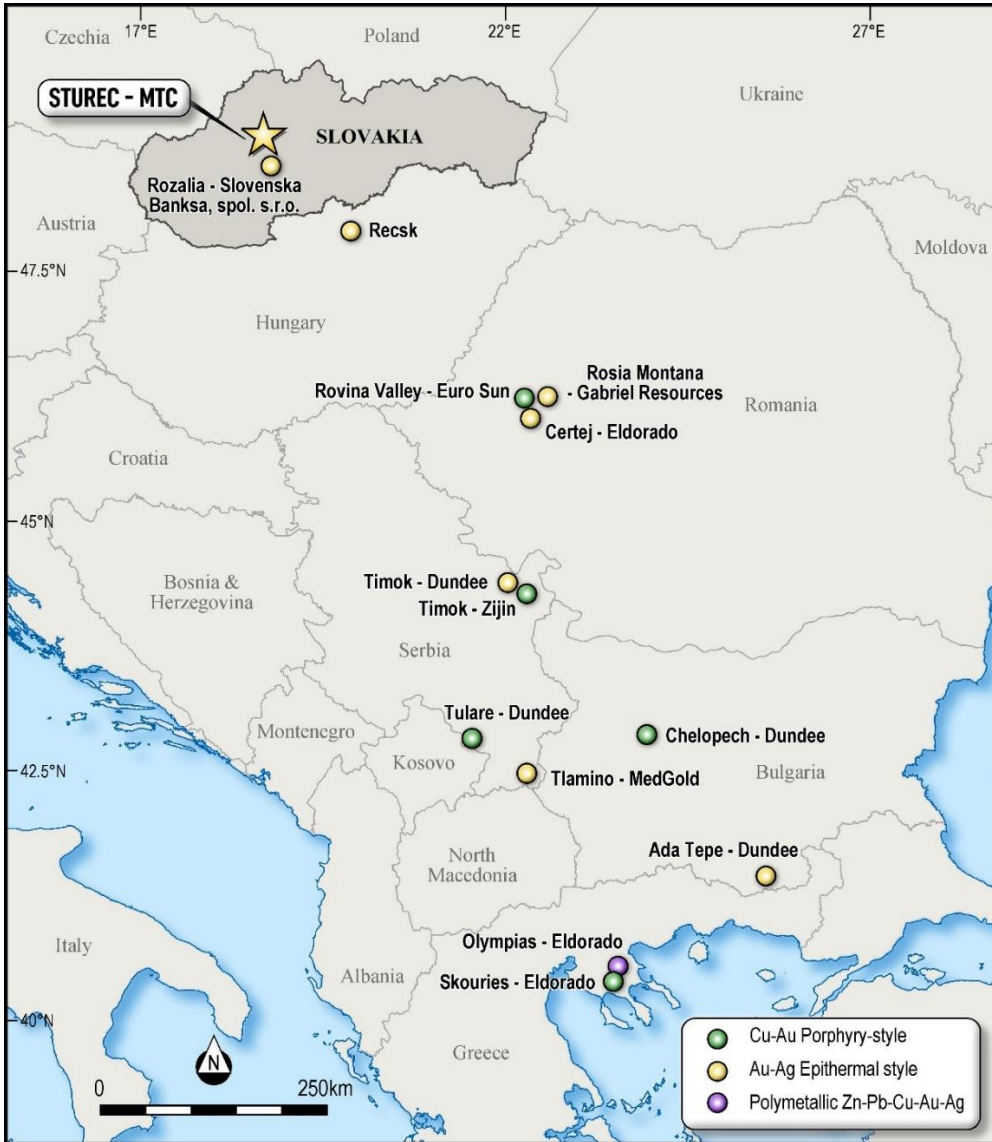 17°E
22°E
27°E
Czechia
Poland
Ukraine
STUREC - MTC
SLOVAKIA
Rozalia - Slovenska
Banksa, spol. s.r.o.
Austria
Recsk
Moldova
47.5°N
Hungary
Rovina Valley - Euro Sun
Rosia Montana
- Gabriel Resources
Certej - Eldorado
Romania
Croatia
45°N
Bosnia &
Herzegovina
Timok - Dundee
Timok - Zijin
Serbia
Montenegro
Tulare - Dundee
Kosovo
Chelopech - Dundee
42.5°N
Tlamino - MedGold
Bulgaria
North
Macedonia
Ada Tepe - Dundee
Italy
Albania
Olympias - Eldorado
Skouries - Eldorado
40°N
Greece
N
0
250km
Cu-Au Porphyry-style
Au-Ag Epithermal style
Polymetallic Zn-Pb-Cu-Au-Ag